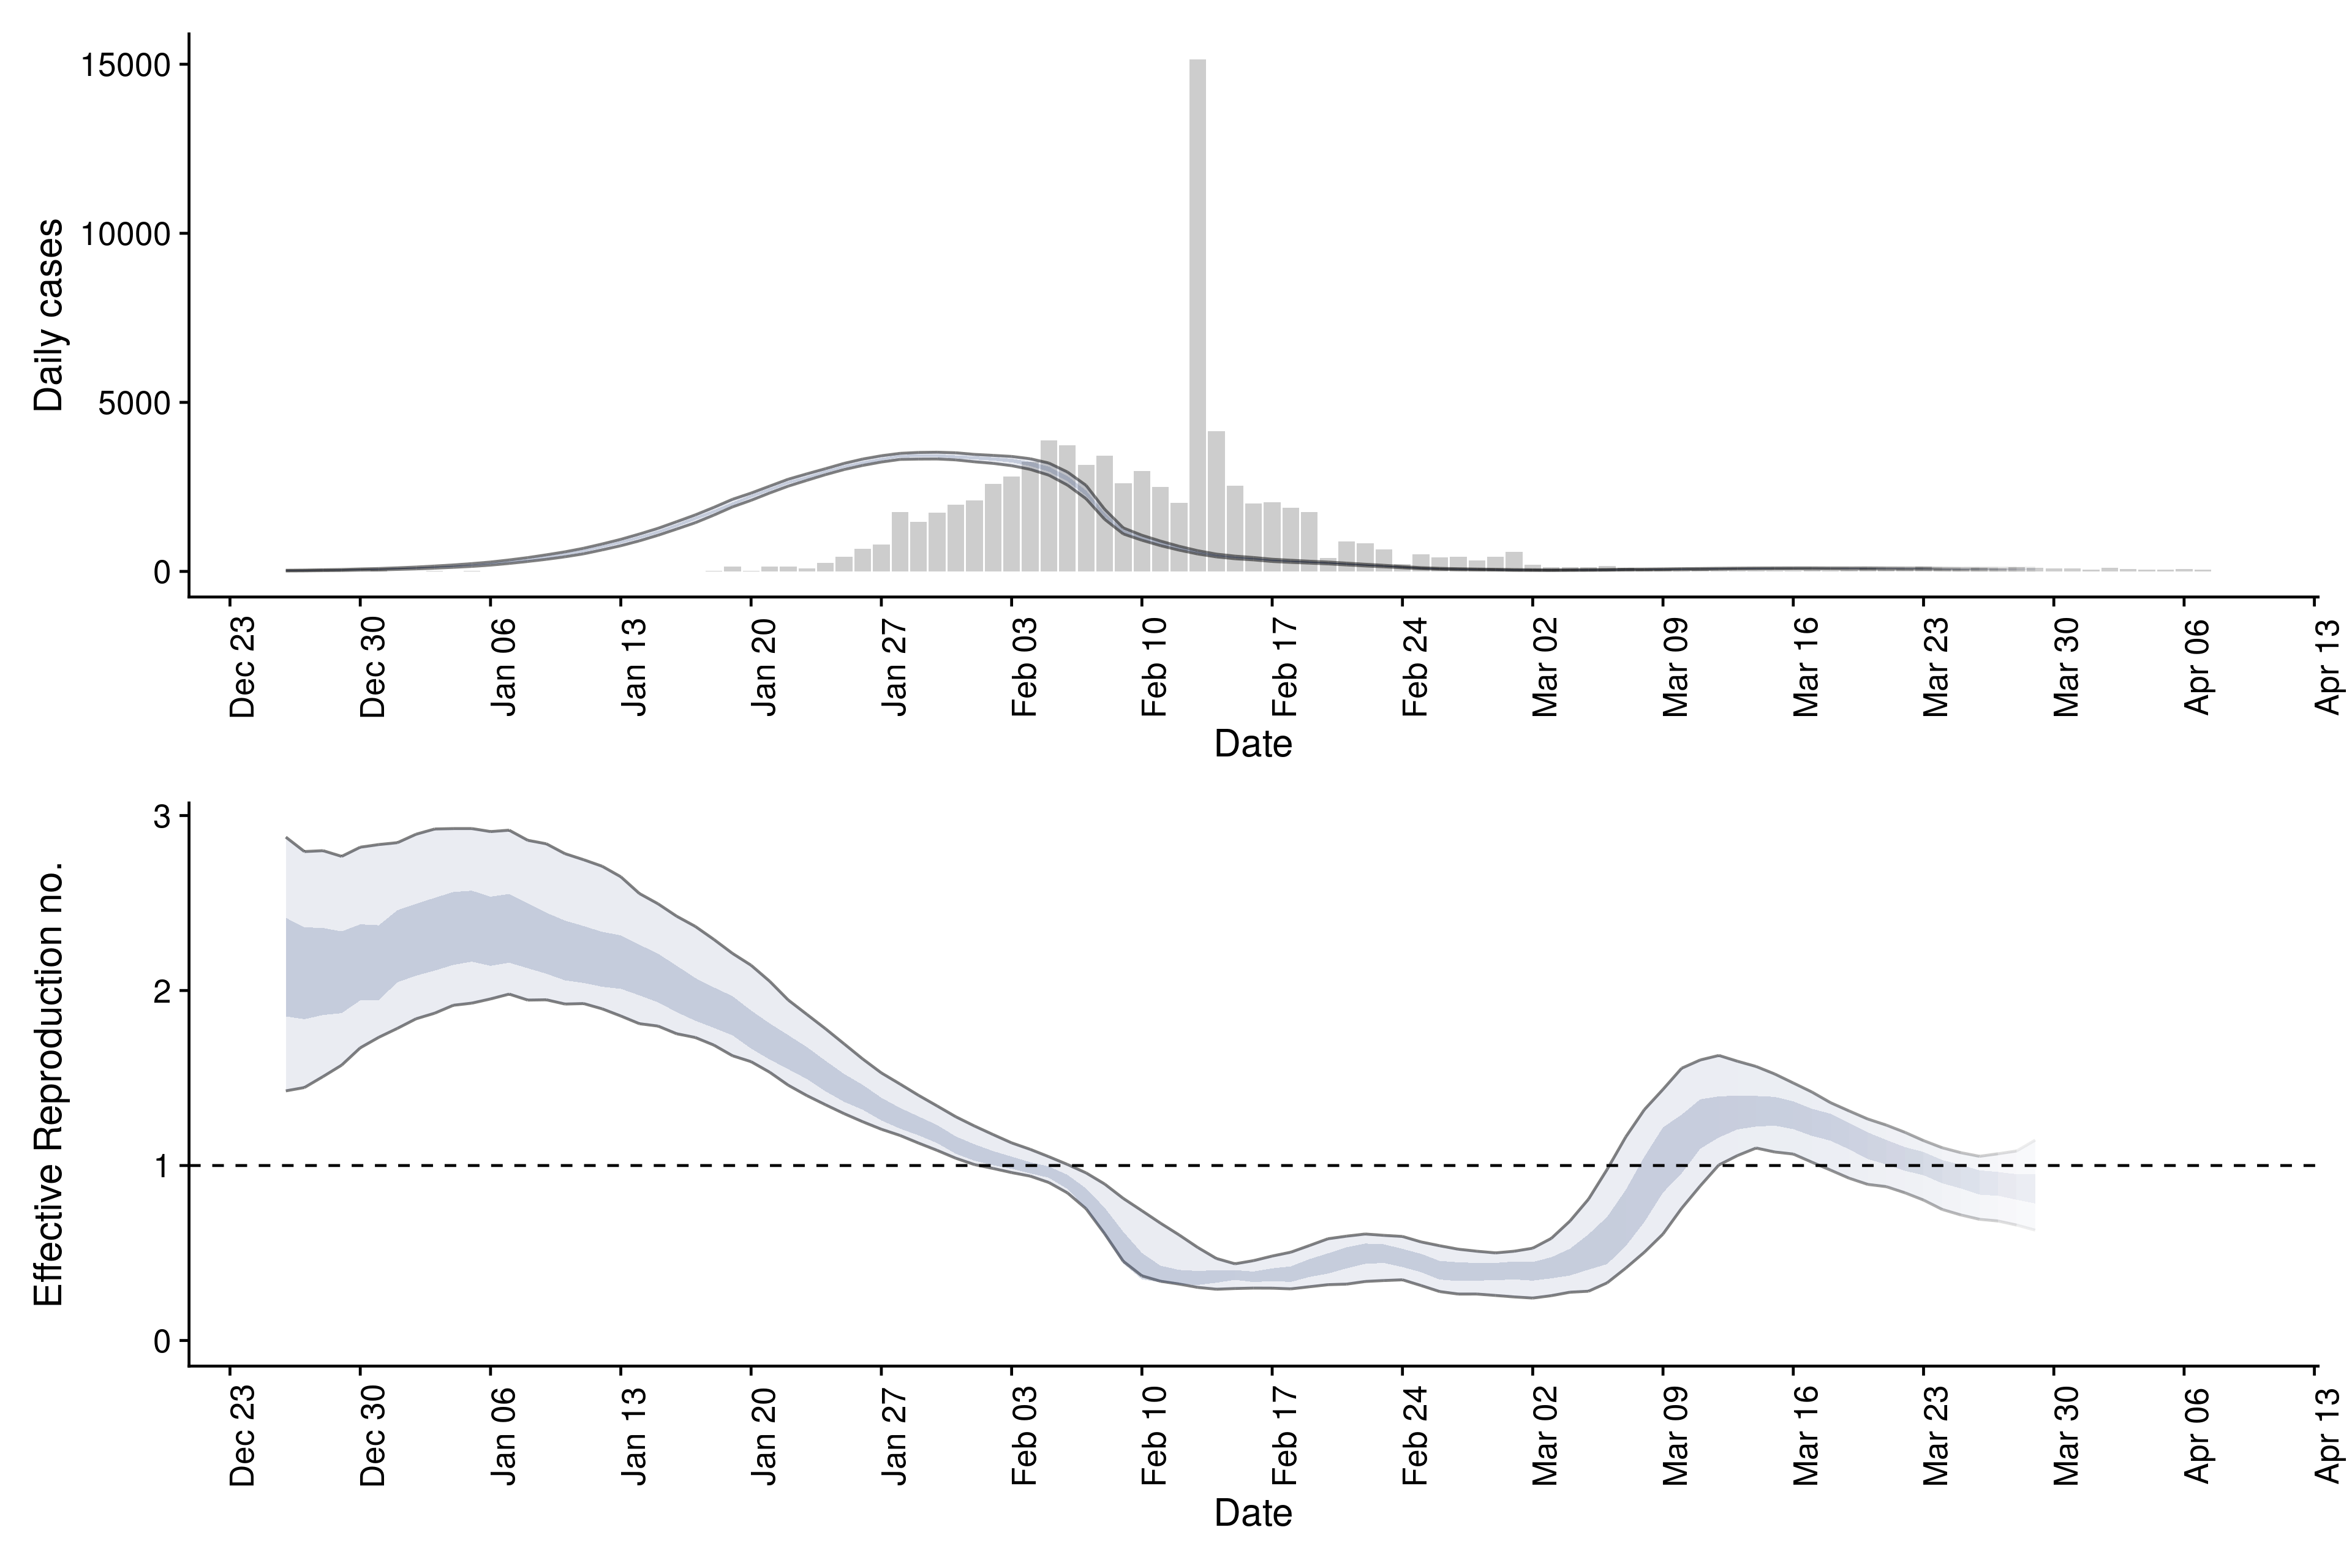 Daily cases
15000
10000
5000
0
Dec 23
Dec 30
Jan 06
Jan 13
Jan 20
Jan 27
Feb 03
Feb 10
Feb 17
Feb 24
Mar 02
Mar 09
Mar 16
Mar 23
Mar 30
Apr 06
Apr 13
Date
Effective Reproduction no.
3
2
1
0
Dec 23
Dec 30
Jan 06
Jan 13
Jan 20
Jan 27
Feb 03
Feb 10
Feb 17
Feb 24
Mar 02
Mar 09
Mar 16
Mar 23
Mar 30
Apr 06
Apr 13
Date